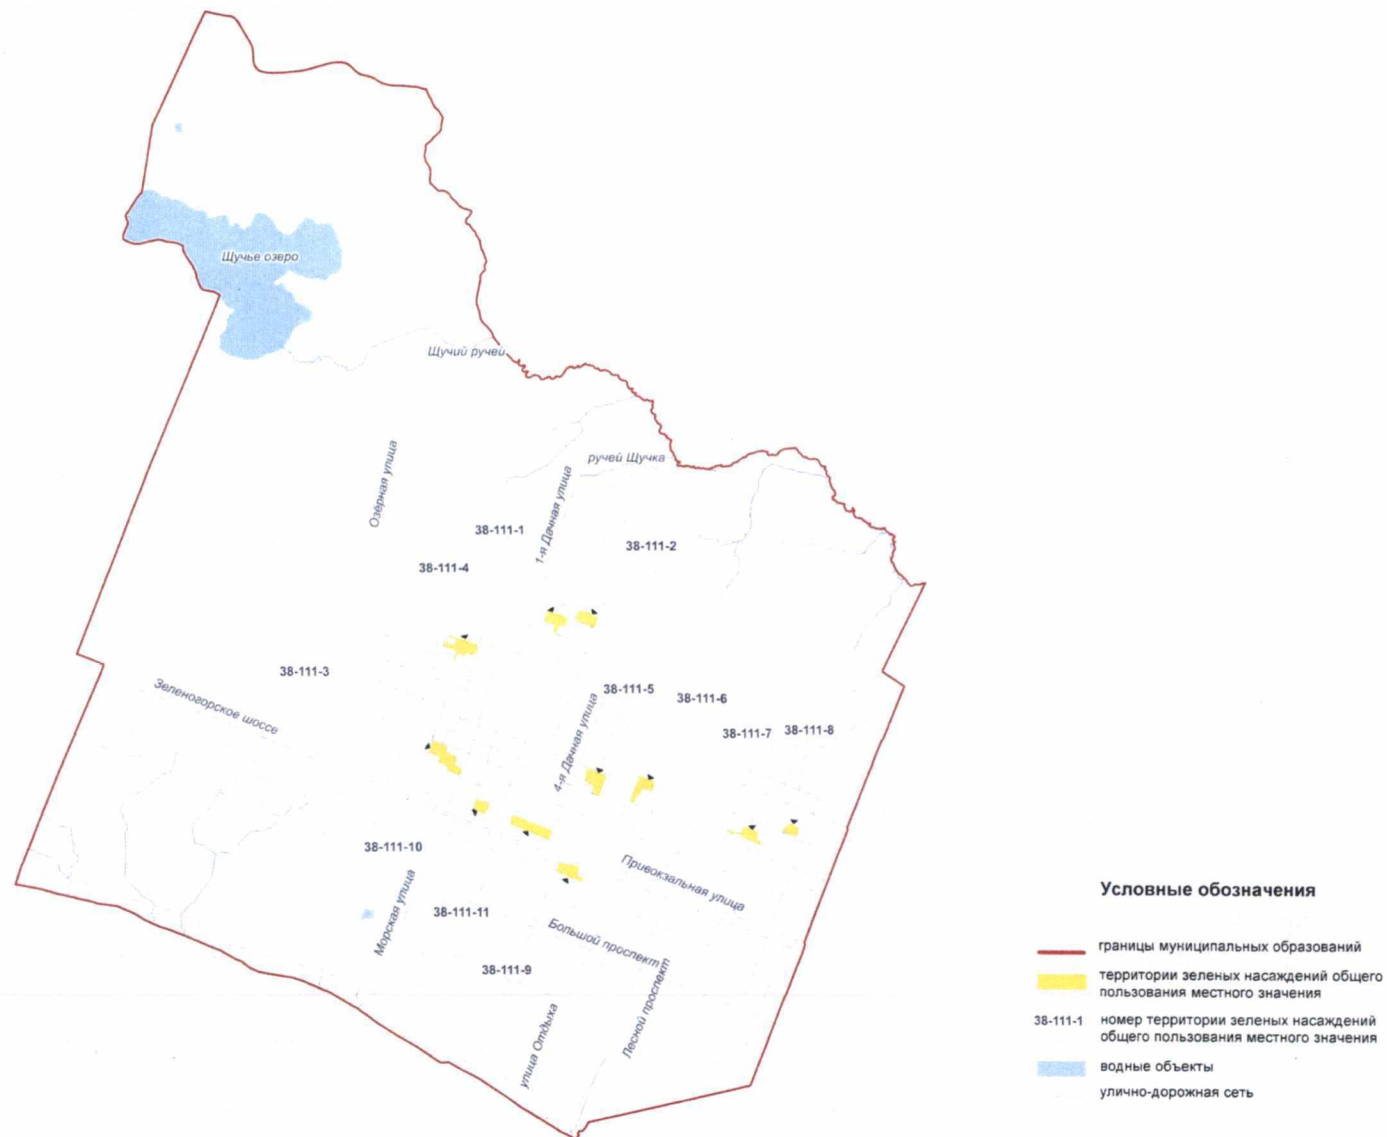 Щучье озеро
Щучий ручей
Озёрная улица
1-я Дачная улица
ручей Щучка
38-111-1
38-111-2
38-111-4
38-111-3
Зеленогорское шоссе
38-111-5
38-111-6
4-я Дачная улица
38-111-7
38-111-8
38-111-10
Морская улица
38-111-11
Привокзальная улица
Большой проспект
38-111-9
улица Отдыха
Лесной проспект
Условные обозначения
границы муниципальных образований
территории зеленых насаждений общего
пользования местного значения
38-111-1 номер территории зеленых насаждений
общего пользования местного значения
водные объекты
улично-дорожная сеть